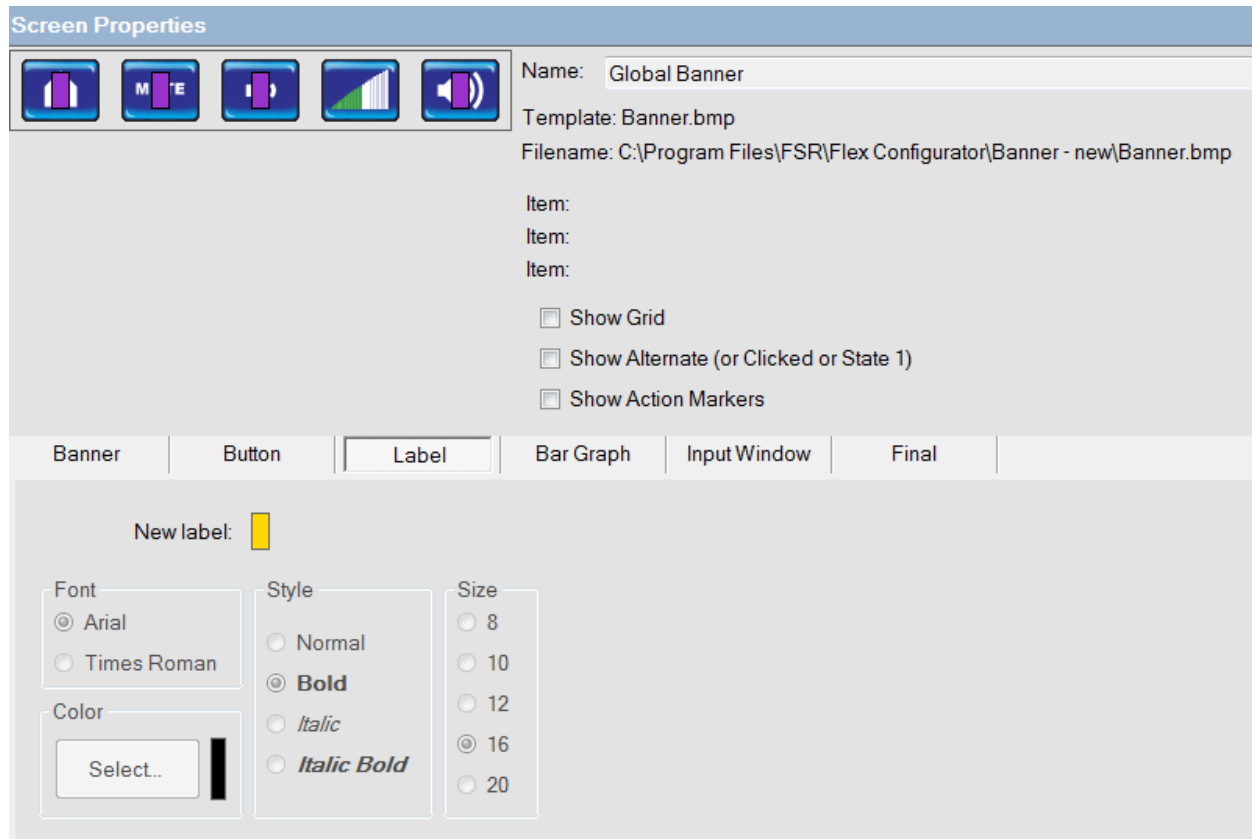 Screen Properties
Name: Global Banner
Template: Banner.bmp
Filename: C:\Program Files\FSR\Flex Configurator\Banner - new\Banner.bmp
Item:
Item:
Item:
Show Grid
Show Alternate (or Clicked or State 1)
Show Action Markers
Banner Button Label Bar Graph Input Window Final
New label:
Font
Arial
Times Roman
Color
Select...
Style
Normal
Bold
Italic
Italic Bold
Size
8
10
12
16
20